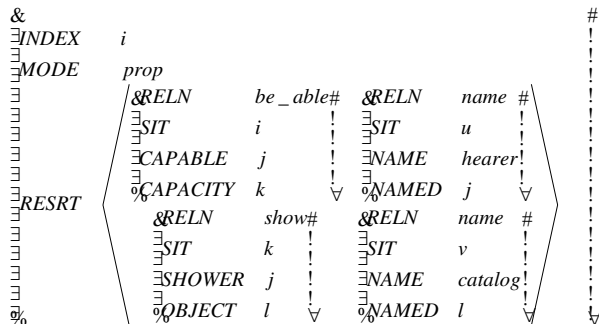 & #
∃INDEX i !
∃MODE prop !
&RELN be_able# &RELN name #
∃SIT i ! ∃SIT u !
∃CAPABLE j ! ∃NAME hearer!
%CAPACITY k ∀ %NAMED j ∀
∃RESRT
&RELN show# &RELN name #
∃SIT k ! ∃SIT v !
∃SHOWER j ! ∃NAME catalog!
%OBJECT l ∀ %NAMED l ∀
% ∀